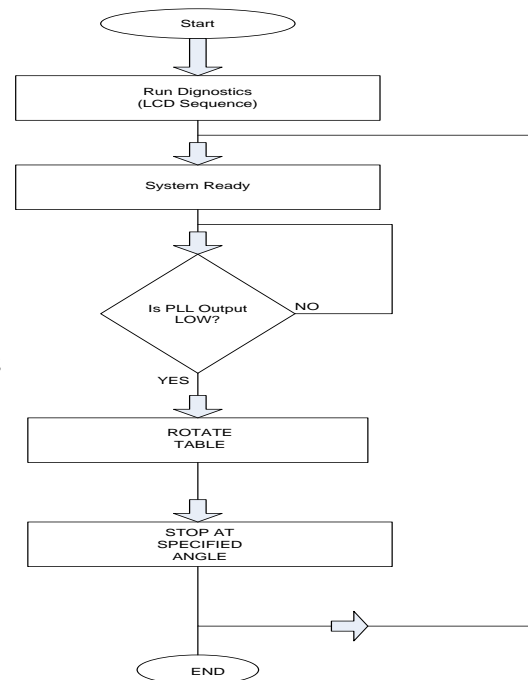 Start
Run Dignostics
(LCD Sequence)
System Ready
Is PLL Output
LOW?
NO
YES
ROTATE
TABLE
STOP AT
SPECIFIED
ANGLE
END